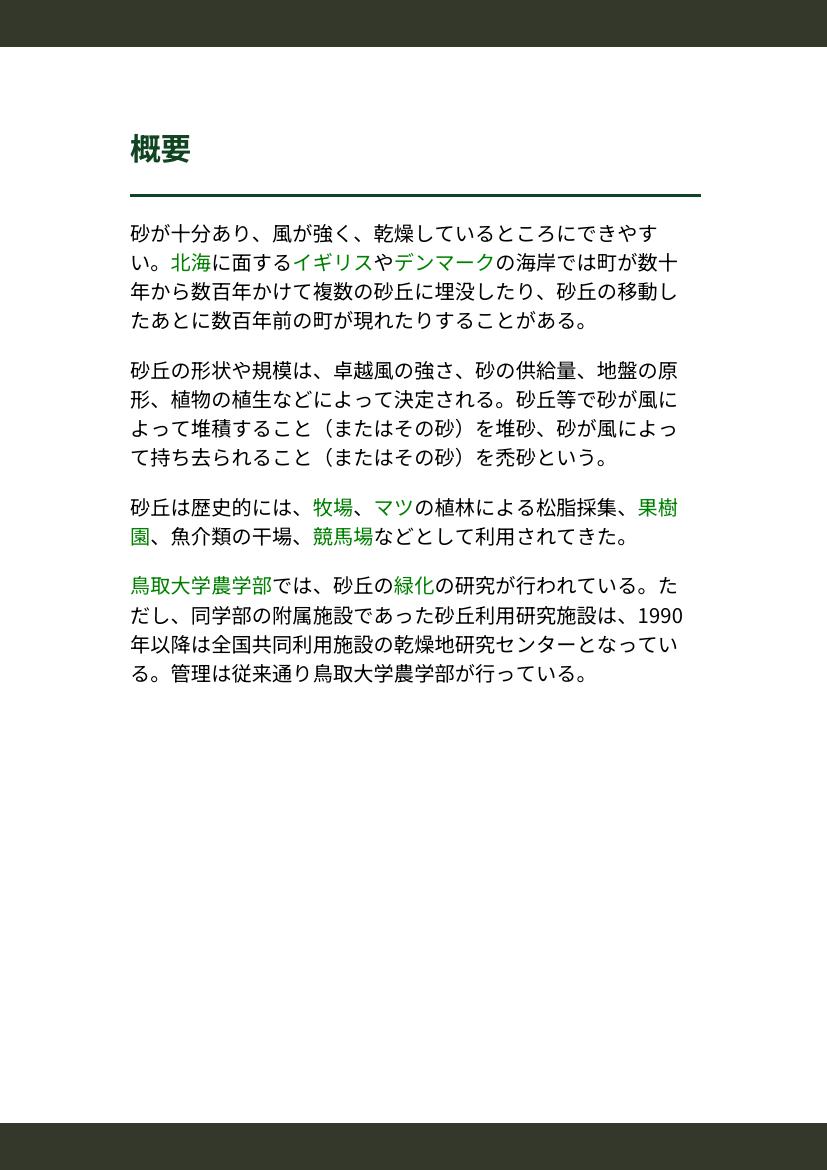 概要
砂が十分あり、風が強く、乾燥しているところにできやす
い。北海に面するイギリスやデンマークの海岸では町が数十
年から数百年かけて複数の砂丘に埋没したり、砂丘の移動し
たあとに数百年前の町が現れたりすることがある。
砂丘の形状や規模は、卓越風の強さ、砂の供給量、地盤の原
形、植物の植生などによって決定される。砂丘等で砂が風に
よって堆積すること（またはその砂）を堆砂、砂が風によっ
て持ち去られること（またはその砂）を禿砂という。
砂丘は歴史的には、牧場、マツの植林による松脂採集、果樹
園、魚介類の干場、競馬場などとして利用されてきた。
鳥取大学農学部では、砂丘の緑化の研究が行われている。た
だし、同学部の附属施設であった砂丘利用研究施設は、1990
年以降は全国共同利用施設の乾燥地研究センターとなってい
る。管理は従来通り鳥取大学農学部が行っている。